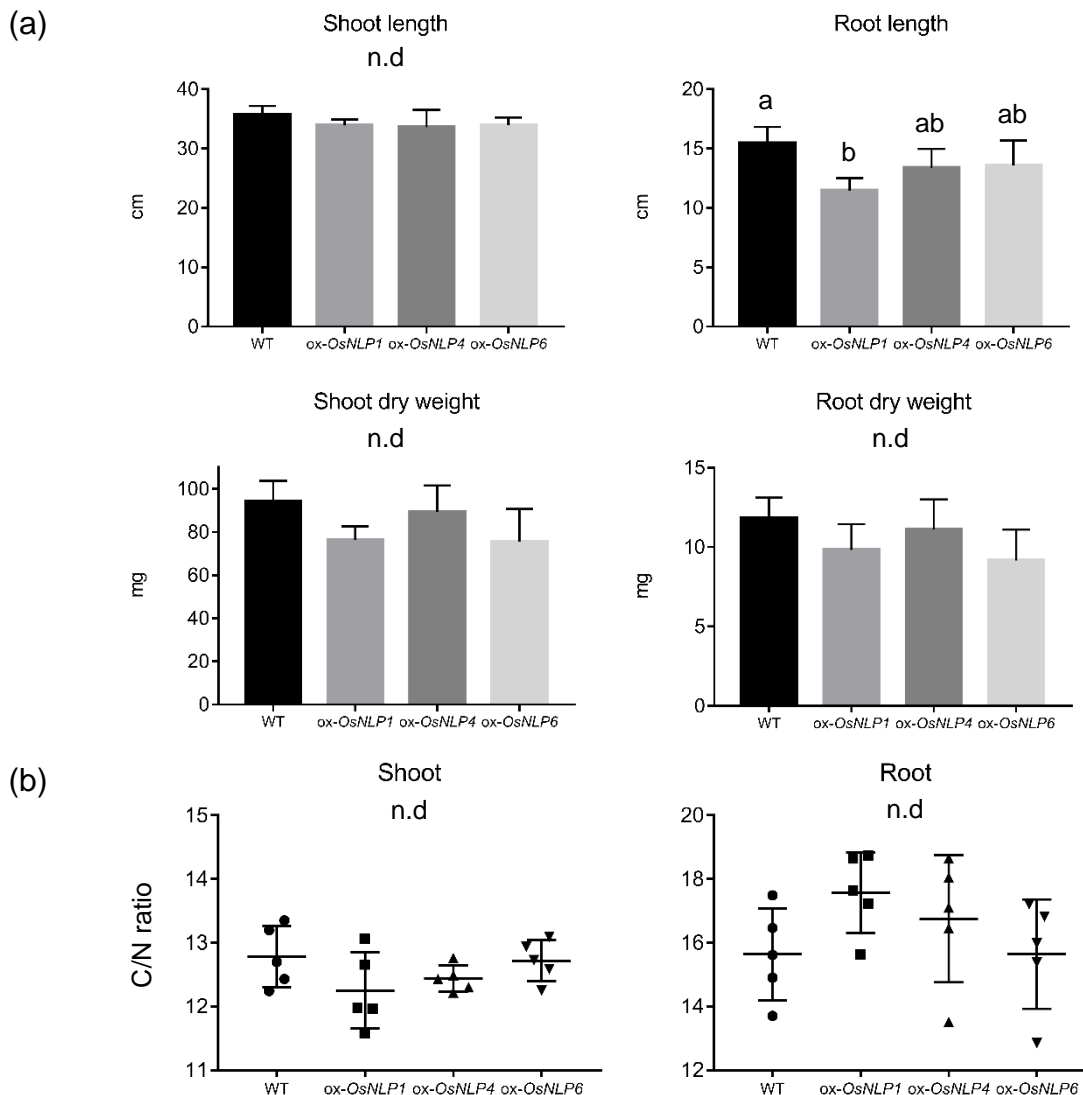 (a)
Shoot length
n.d
40
30
20
10
0
cm
WT ox-OsNLP1 ox-OsNLP4 ox-OsNLP6
Root length
20
15
10
5
0
cm
a
b
ab
ab
WT ox-OsNLP1 ox-OsNLP4 ox-OsNLP6
Shoot dry weight
n.d
100
80
60
40
20
0
mg
WT ox-OsNLP1 ox-OsNLP4 ox-OsNLP6
Root dry weight
n.d
15
10
5
0
mg
WT ox-OsNLP1 ox-OsNLP4 ox-OsNLP6
(b)
Shoot
n.d
15
14
13
12
11
C/N ratio
WT ox-OsNLP1 ox-OsNLP4 ox-OsNLP6
Root
n.d
20
18
16
14
12
WT ox-OsNLP1 ox-OsNLP4 ox-OsNLP6